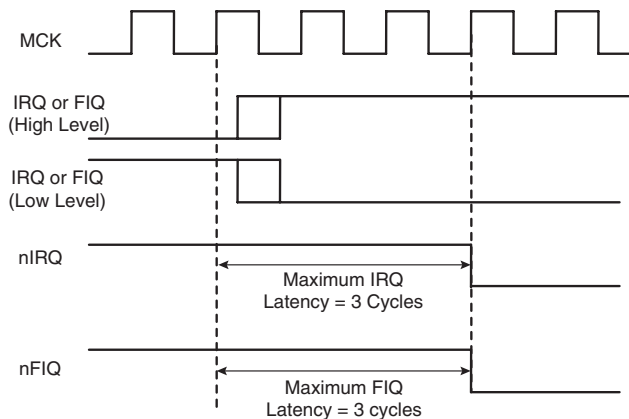 MCK
IRQ or FIQ
(High Level)
IRQ or FIQ
(Low Level)
nIRQ
Maximum IRQ
Latency = 3 Cycles
nFIQ
Maximum FIQ
Latency = 3 cycles